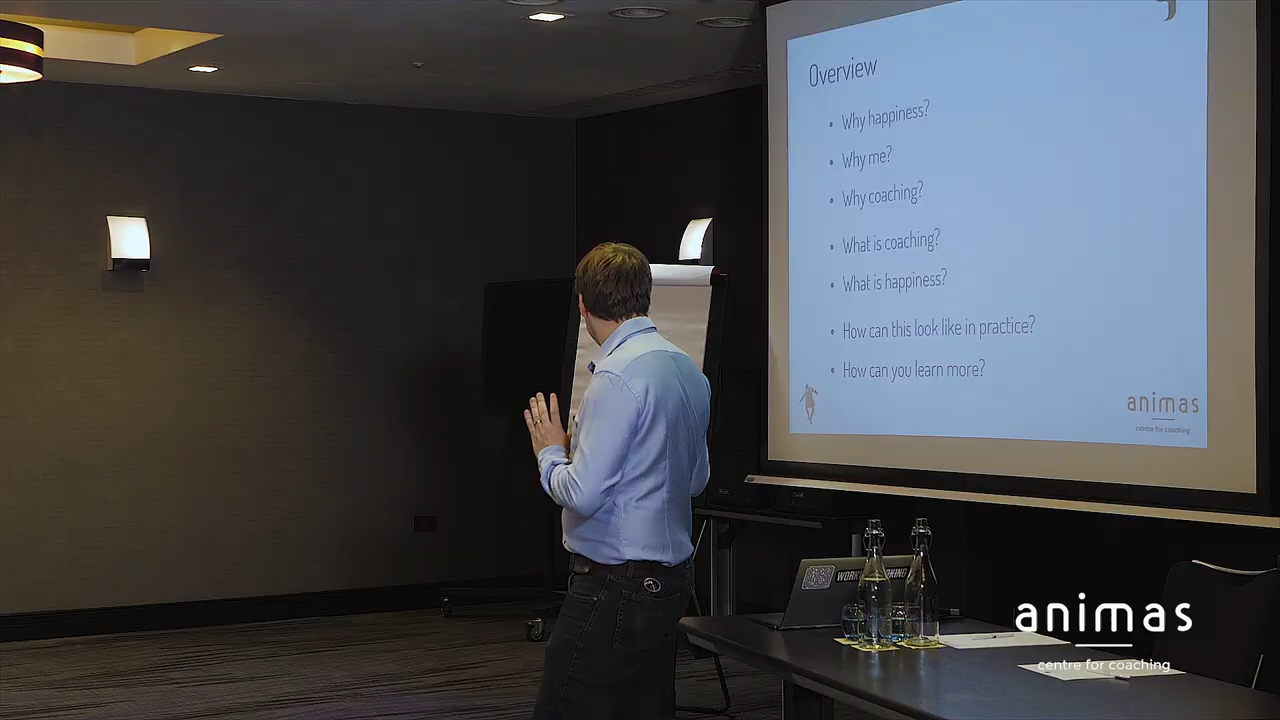 Overview
• Why happiness?
• Why me?
• Why coaching?
• What is coaching?
• What is happiness?
• How can this look like in practice?
• How can you learn more?
animas
centre for coaching
animas
centre for coaching